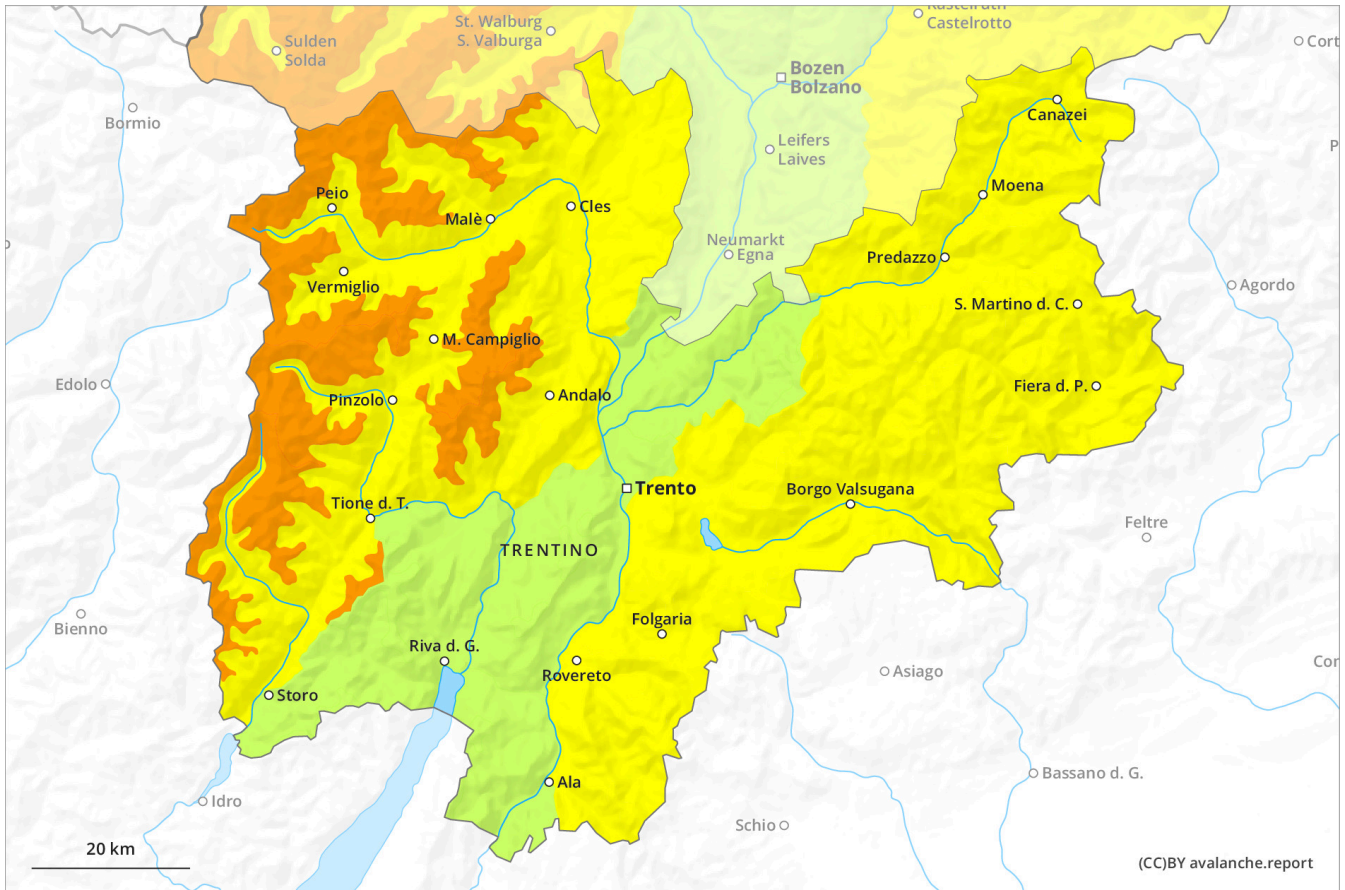 St. Walburg
S. Valburga
Kastelruth
Castelrotto
Sulden
Solda
Cort
Bozen
Bolzano
Bormio
Canazei
Leifers
Laives
P
Peio
Moena
Malè
Cles
Neumarkt
Egna
Predazzo
Vermiglio
Agordo
S. Martino d. C.
M. Campiglio
Edolo
Fiera d. P.
Pinzolo
Andalo
Trento
Borgo Valsugana
Tione d. T.
Feltre
TRENTINO
Bienno
Folgaria
Riva d. G.
Rovereto
Asiago
Cor
Storo
Bassano d. G.
Ala
Idro
Schio
20 km
(CC)BY avalanche.report